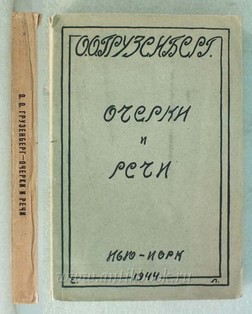 О. О. ГРУЗЕНБЕРГ — ОЧЕРКИ И РЕЧИ
О.О.ГРУЗЕНБЕРГ.
ОЧЕРКИ
И
РЕЧИ
НЬЮ-ЙОРК
1944
С. П.